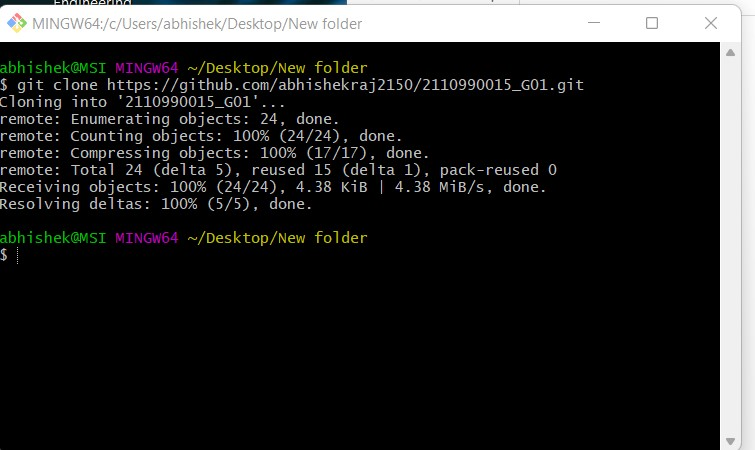 Engineering
MINGW64:/c/Users/abhishek/Desktop/New folder
abhishek@MSI MINGW64 ~/Desktop/New folder
$ git clone https://github.com/abhishekraj2150/2110990015_G01.git
Cloning into '2110990015_G01'...
remote: Enumerating objects: 24, done.
remote: Counting objects: 100% (24/24), done.
remote: Compressing objects: 100% (17/17), done.
remote: Total 24 (delta 5), reused 15 (delta 1), pack-reused 0
Receiving objects: 100% (24/24), 4.38 KiB | 4.38 MiB/s, done.
Resolving deltas: 100% (5/5), done.
abhishek@MSI MINGW64 ~/Desktop/New folder
$